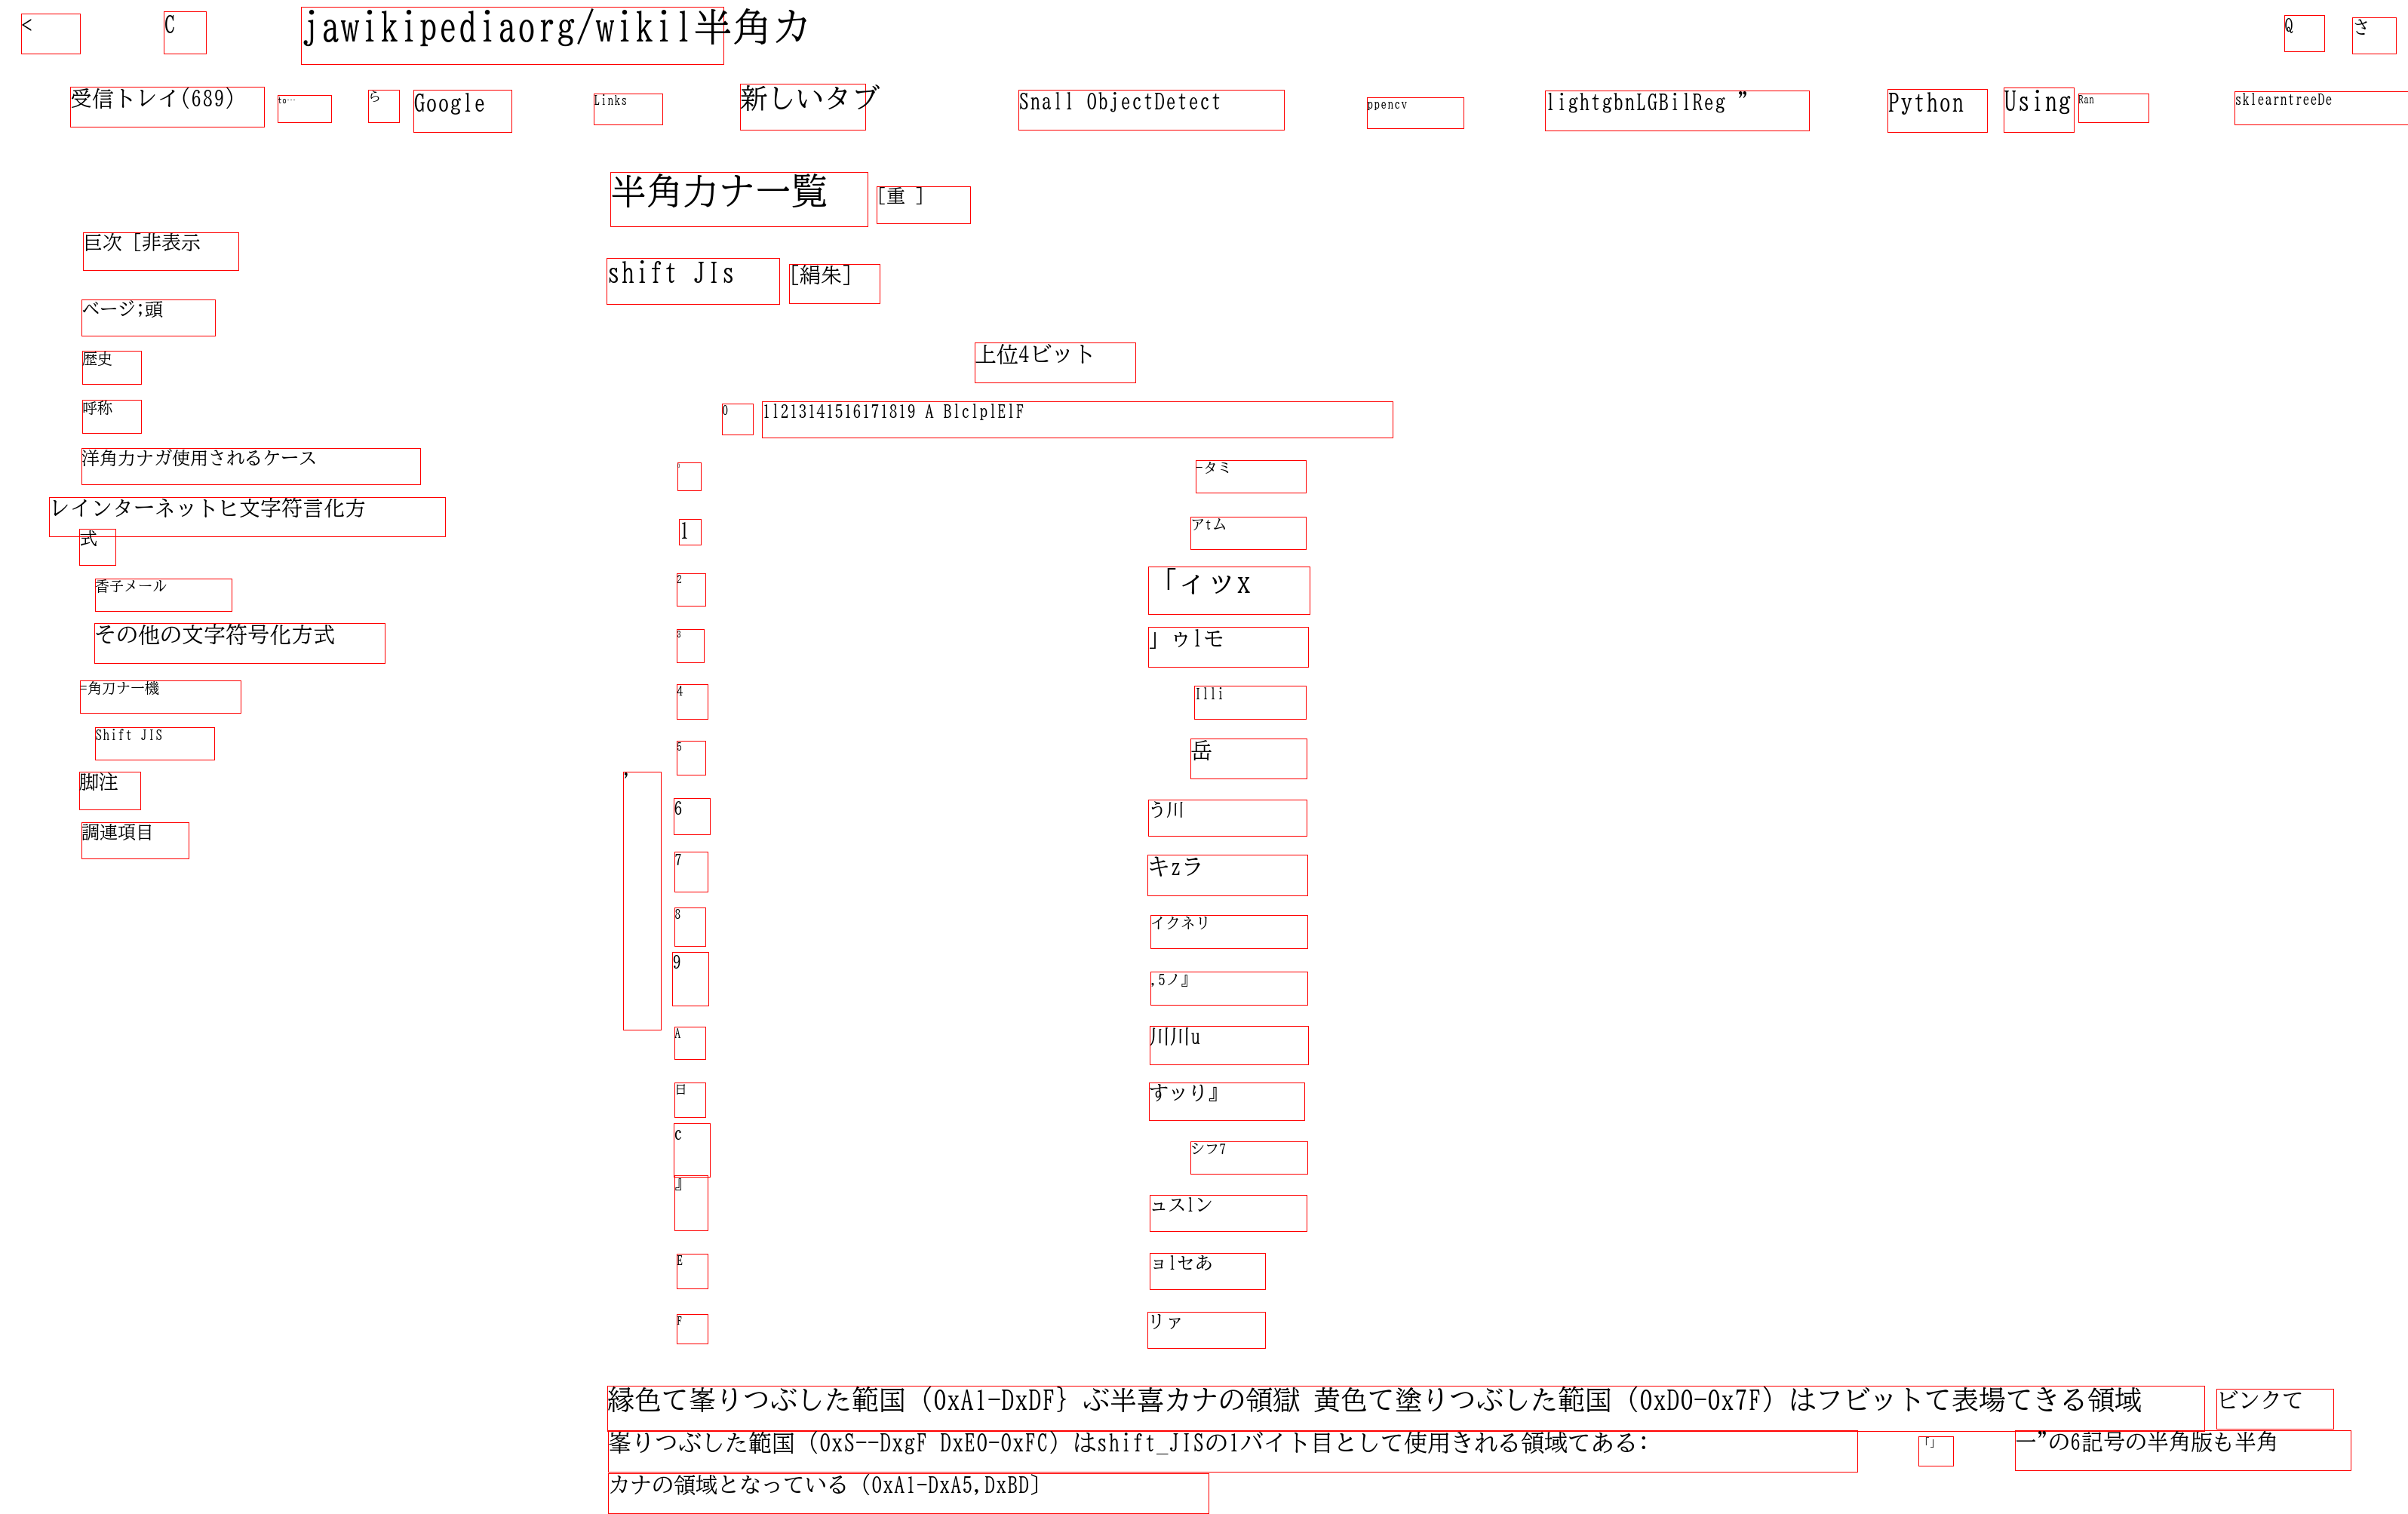 < C jawikipediaorg/wikil半角カ Q さ
受信トレイ(689) to… ら Google Links 新しいタブ Snall ObjectDetect ppencv lightgbnLGBilReg ” Python Using Ran sklearntreeDe
半角カナ一覧 [重 ]
巨次 [非表示
shift JIs [絹朱]
ベージ;頭
上位4ビット
歴史
呼称
0 1l213141516171819 A BlclplElF
洋角力ナガ使用されるケース
-タミ
レインターネットヒ文字符言化方
式
1 アtム
香子メール
2 「ィツx
その他の文字符号化方式
3 」ゥlモ
=角刀ナ一機
4 Illi
Shift JIS
5 岳
脚注
,
6 う川
調連項目
7 キzラ
8 イクネリ
9 ,5ノ』
A 川川u
日 すッり』
c シフ7
』 ュスlン
E ョlセあ
F リァ
縁色て峯りつぶした範国 (0xA1-DxDF} ぶ半喜カナの領獄 黄色て塗りつぶした範国 (0xD0-0x7F) はフビットて表場てきる領域 ビンクて
峯りつぶした範国 (0xS--DxgF DxE0-0xFC) はshift_JISの1バイト目として使用きれる領域てある: 「」 一”の6記号の半角版も半角
カナの領域となっている (0xA1-DxA5,DxBD〕